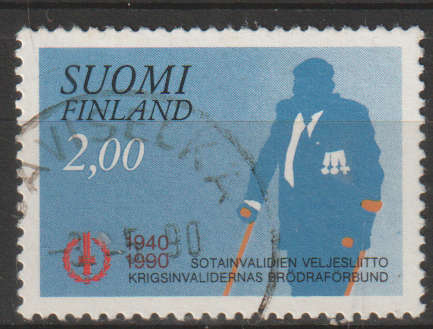 SUOMI
FINLAND
2,00
1940
1990
SOTAINVALIDIEN VELJESLIITTO
KRIGSINVALIDERNAS BRÖDRAFÖRBUND